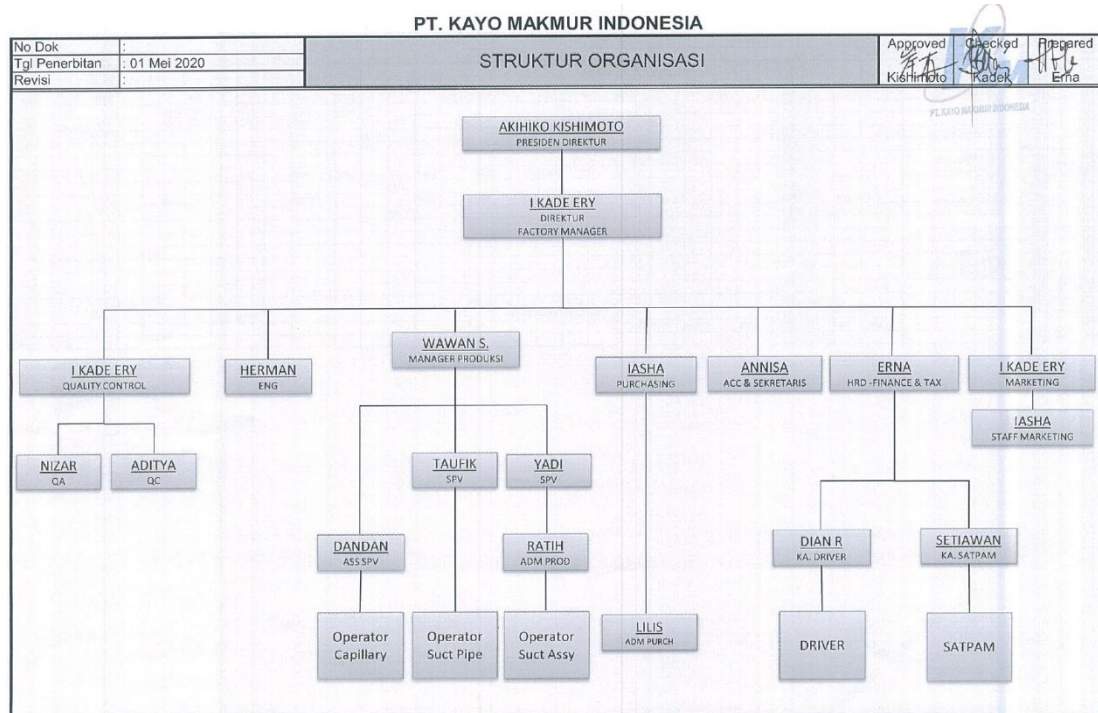 PT. KAYO MAKMUR INDONESIA
No Dok :
Tgl Penerbitan : 01 Mei 2020
Revisi :
STRUKTUR ORGANISASI
Approved Checked Prepared
Kishimoto Kadek Erna
PT. KAYO MAKMUR INDONESIA
AKIHIKO KISHIMOTO
PRESIDEN DIREKTUR
I KADE ERY
DIREKTUR
FACTORY MANAGER
I KADE ERY
QUALITY CONTROL
HERMAN
ENG
WAWAN S.
MANAGER PRODUKSI
IASHA
PURCHASING
ANNISA
ACC & SEKRETARIS
ERNA
HRD -FINANCE & TAX
I KADE ERY
MARKETING
IASHA
STAFF MARKETING
NIZAR
QA
ADITYA
QC
TAUFIK
SPV
YADI
SPV
DANDAN
ASS SPV
RATIH
ADM PROD
DIAN R
KA. DRIVER
SETIAWAN
KA. SATPAM
Operator
Capillary
Operator
Suct Pipe
Operator
Suct Assy
LILIS
ADM PURCH
DRIVER
SATPAM